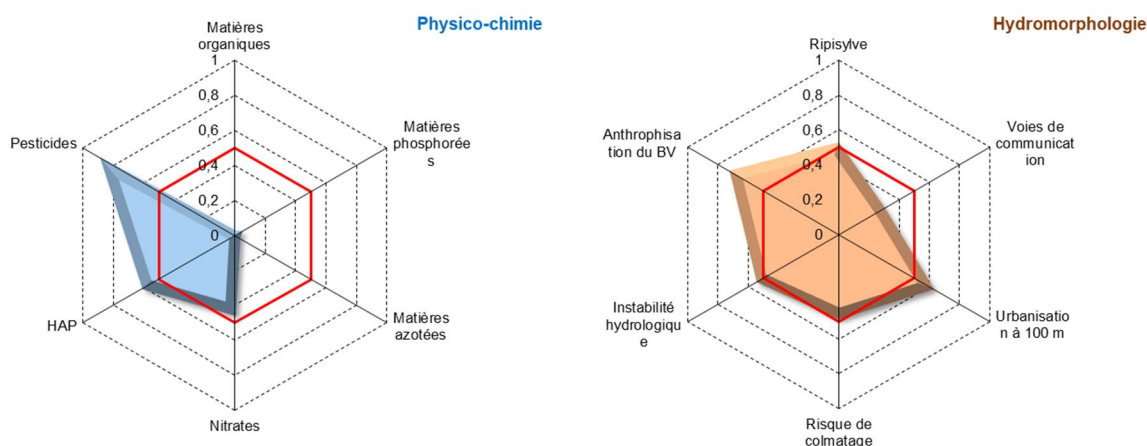 Physico-chimie
Matières
organiques
1
0,8
0,6
0,4
0,2
0
Matières
phosphorée
s
Matières
azotées
Nitrates
HAP
Pesticides
Hydromorphologie
Ripisylve
1
0,8
0,6
0,4
0,2
0
Voies de
communicat
ion
Urbanisatio
n à 100 m
Risque de
colmatage
Instabilité
hydrologiqu
e
Anthrophisa
tion du BV